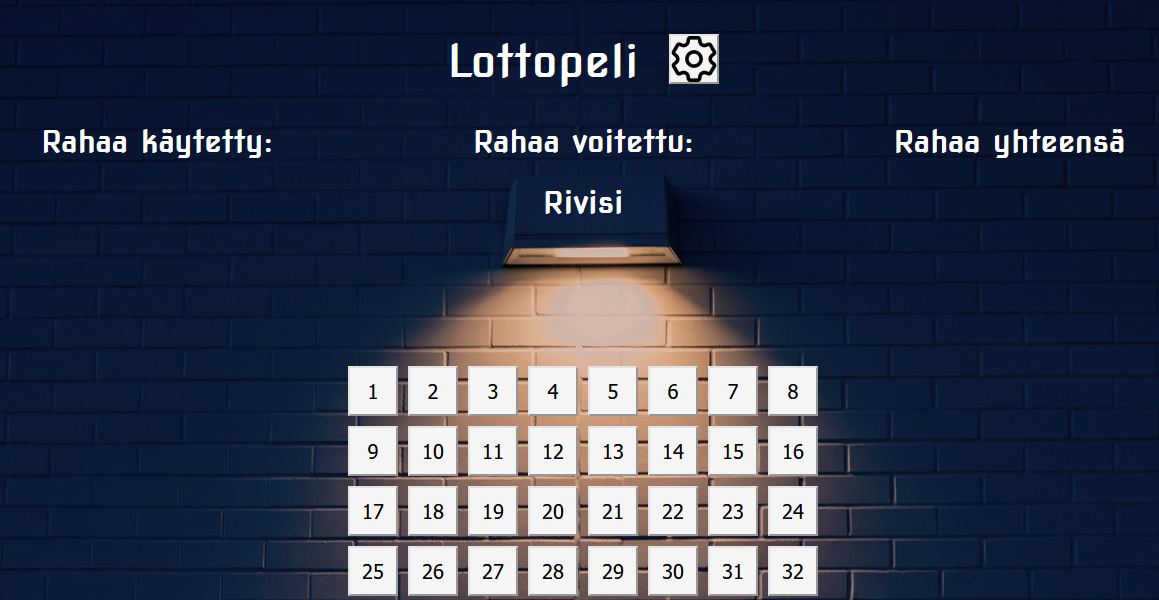 Lottopeli
Rahaa käytetty: Rahaa voitettu: Rahaa yhteensä
Rivisi
1 2 3 4 5 6 7 8
9 10 11 12 13 14 15 16
17 18 19 20 21 22 23 24
25 26 27 28 29 30 31 32